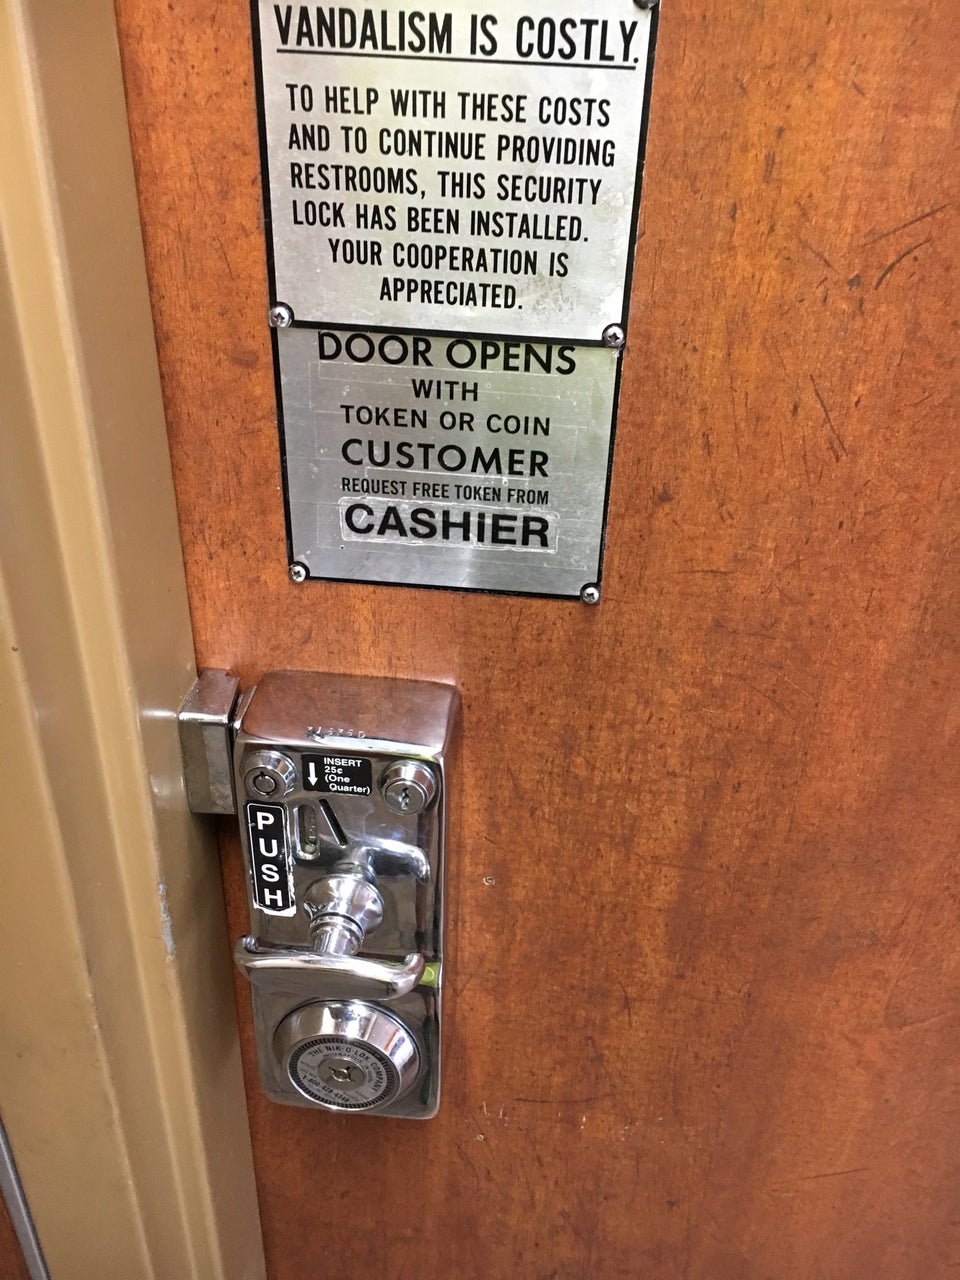 VANDALISM IS COSTLY.
TO HELP WITH THESE COSTS
AND TO CONTINUE PROVIDING
RESTROOMS, THIS SECURITY
LOCK HAS BEEN INSTALLED.
YOUR COOPERATION IS
APPRECIATED.
DOOR OPENS
WITH
TOKEN OR COIN
CUSTOMER
REQUEST FREE TOKEN FROM
CASHIER
INSERT
25¢
(One
Quarter)
PUSH
THE NIK-O-LOK COMPANY